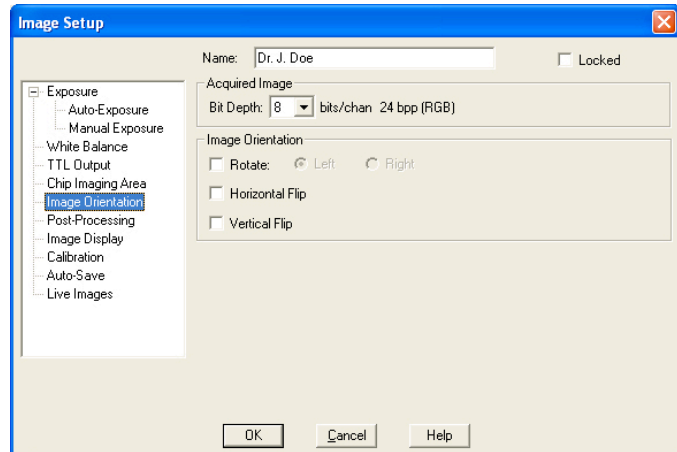 Image Setup
Name: Dr. J. Doe
Locked
Exposure
Auto-Exposure
Manual Exposure
White Balance
TTL Output
Chip Imaging Area
Image Orientation
Post-Processing
Image Display
Calibration
Auto-Save
Live Images
Acquired Image
Bit Depth: 8 bits/chan 24 bpp (RGB)
Image Orientation
Rotate: Left Right
Horizontal Flip
Vertical Flip
OK Cancel Help